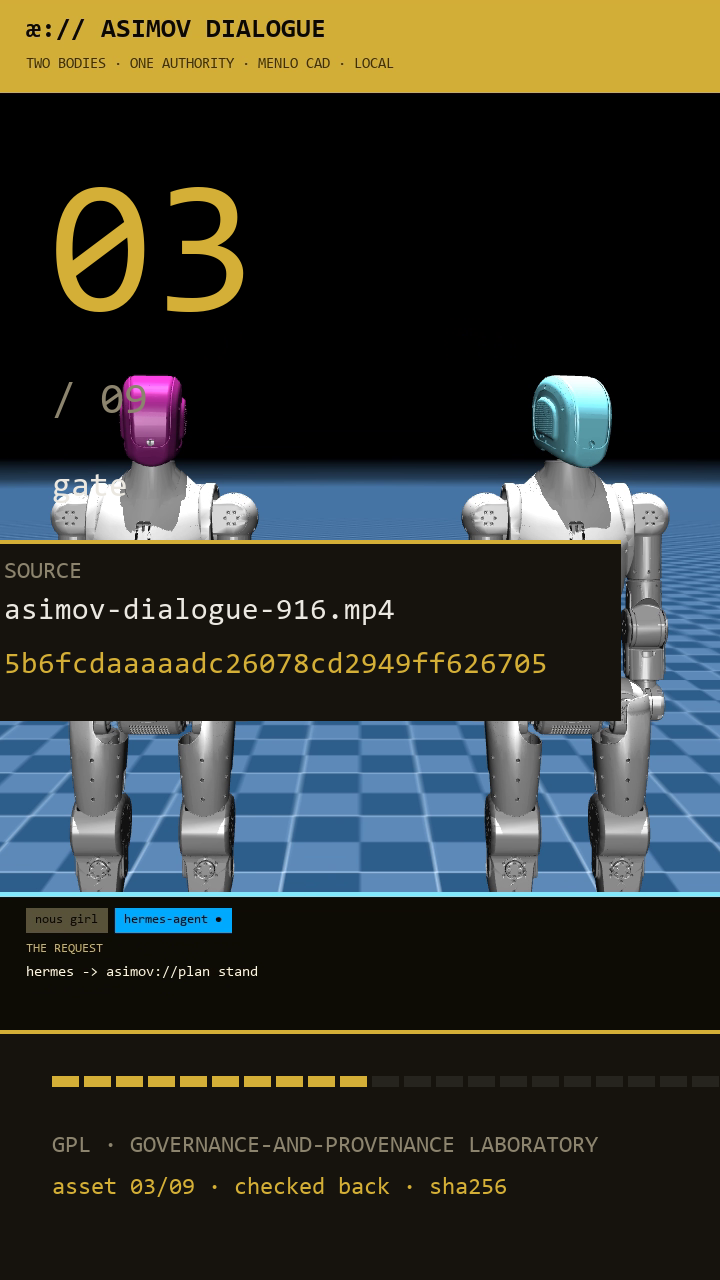 æ:// ASIMOV DIALOGUE
TWO BODIES · ONE AUTHORITY · MENLO CAD · LOCAL
03
/ 09
gate
SOURCE
asimov-dialogue-916.mp4
5b6fcdaaaaadc26078cd2949ff626705
nous girl
hermes-agent ●
THE REQUEST
hermes -> asimov://plan stand
GPL · GOVERNANCE-AND-PROVENANCE LABORATORY
asset 03/09 · checked back · sha256